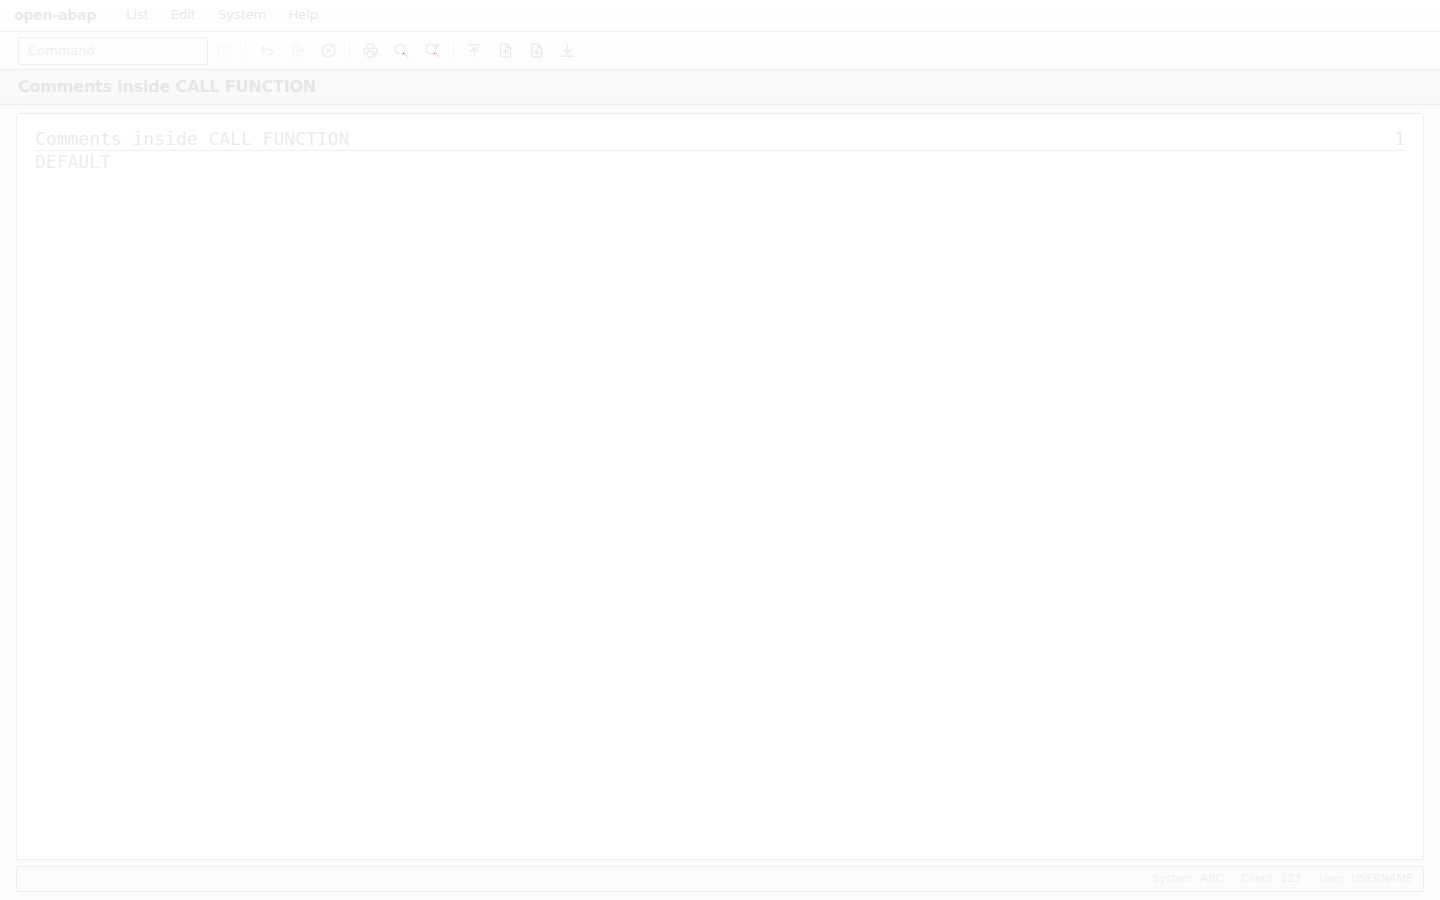 open-abap List Edit System Help
Command
Comments inside CALL FUNCTION
Comments inside CALL FUNCTION 1
DEFAULT
System: ABC Client: 123 User: USERNAME